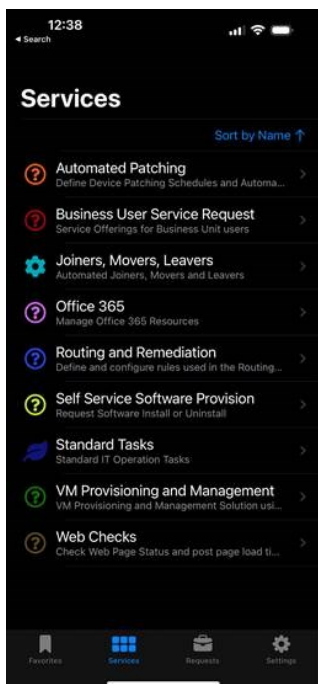 12:38
◀ Search
Services
Sort by Name ↑
Automated Patching
Define Device Patching Schedules and Automa...
Business User Service Request
Service Offerings for Business Unit users
Joiners, Movers, Leavers
Automated Joiners, Movers and Leavers
Office 365
Manage Office 365 Resources
Routing and Remediation
Define and configure rules used in the Routing...
Self Service Software Provision
Request Software Install or Uninstall
Standard Tasks
Standard IT Operation Tasks
VM Provisioning and Management
VM Provisioning and Management Solution usi...
Web Checks
Check Web Page Status and post page load ti...
Favorites Services Requests Settings